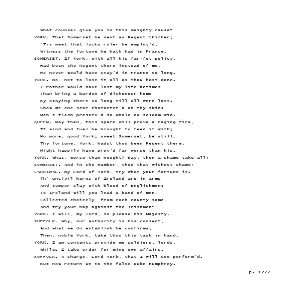 What counsel give you in this weighty cause?
YORK. That Somerset be sent as Regent thither;
'Tis meet that lucky ruler be employ'd,
Witness the fortune he hath had in France.
SOMERSET. If York, with all his far-fet policy,
Had been the Regent there instead of me,
He never would have stay'd in France so long.
YORK. No, not to lose it all as thou hast done.
I rather would have lost my life betimes
Than bring a burden of dishonour home
By staying there so long till all were lost.
Show me one scar character'd on thy skin:
Men's flesh preserv'd so whole do seldom win.
QUEEN. Nay then, this spark will prove a raging fire,
If wind and fuel be brought to feed it with;
No more, good York; sweet Somerset, be still.
Thy fortune, York, hadst thou been Regent there,
Might happily have prov'd far worse than his.
YORK. What, worse than nought? Nay, then a shame take all!
SOMERSET. And in the number, thee that wishest shame!
CARDINAL. My Lord of York, try what your fortune is.
Th' uncivil kerns of Ireland are in arms
And temper clay with blood of Englishmen;
To Ireland will you lead a band of men,
Collected choicely, from each county some,
And try your hap against the Irishmen?
YORK. I will, my lord, so please his Majesty.
SUFFOLK. Why, our authority is his consent,
And what we do establish he confirms;
Then, noble York, take thou this task in hand.
YORK. I am content; provide me soldiers, lords,
Whiles I take order for mine own affairs.
SUFFOLK. A charge, Lord York, that I will see perform'd.
But now return we to the false Duke Humphrey.